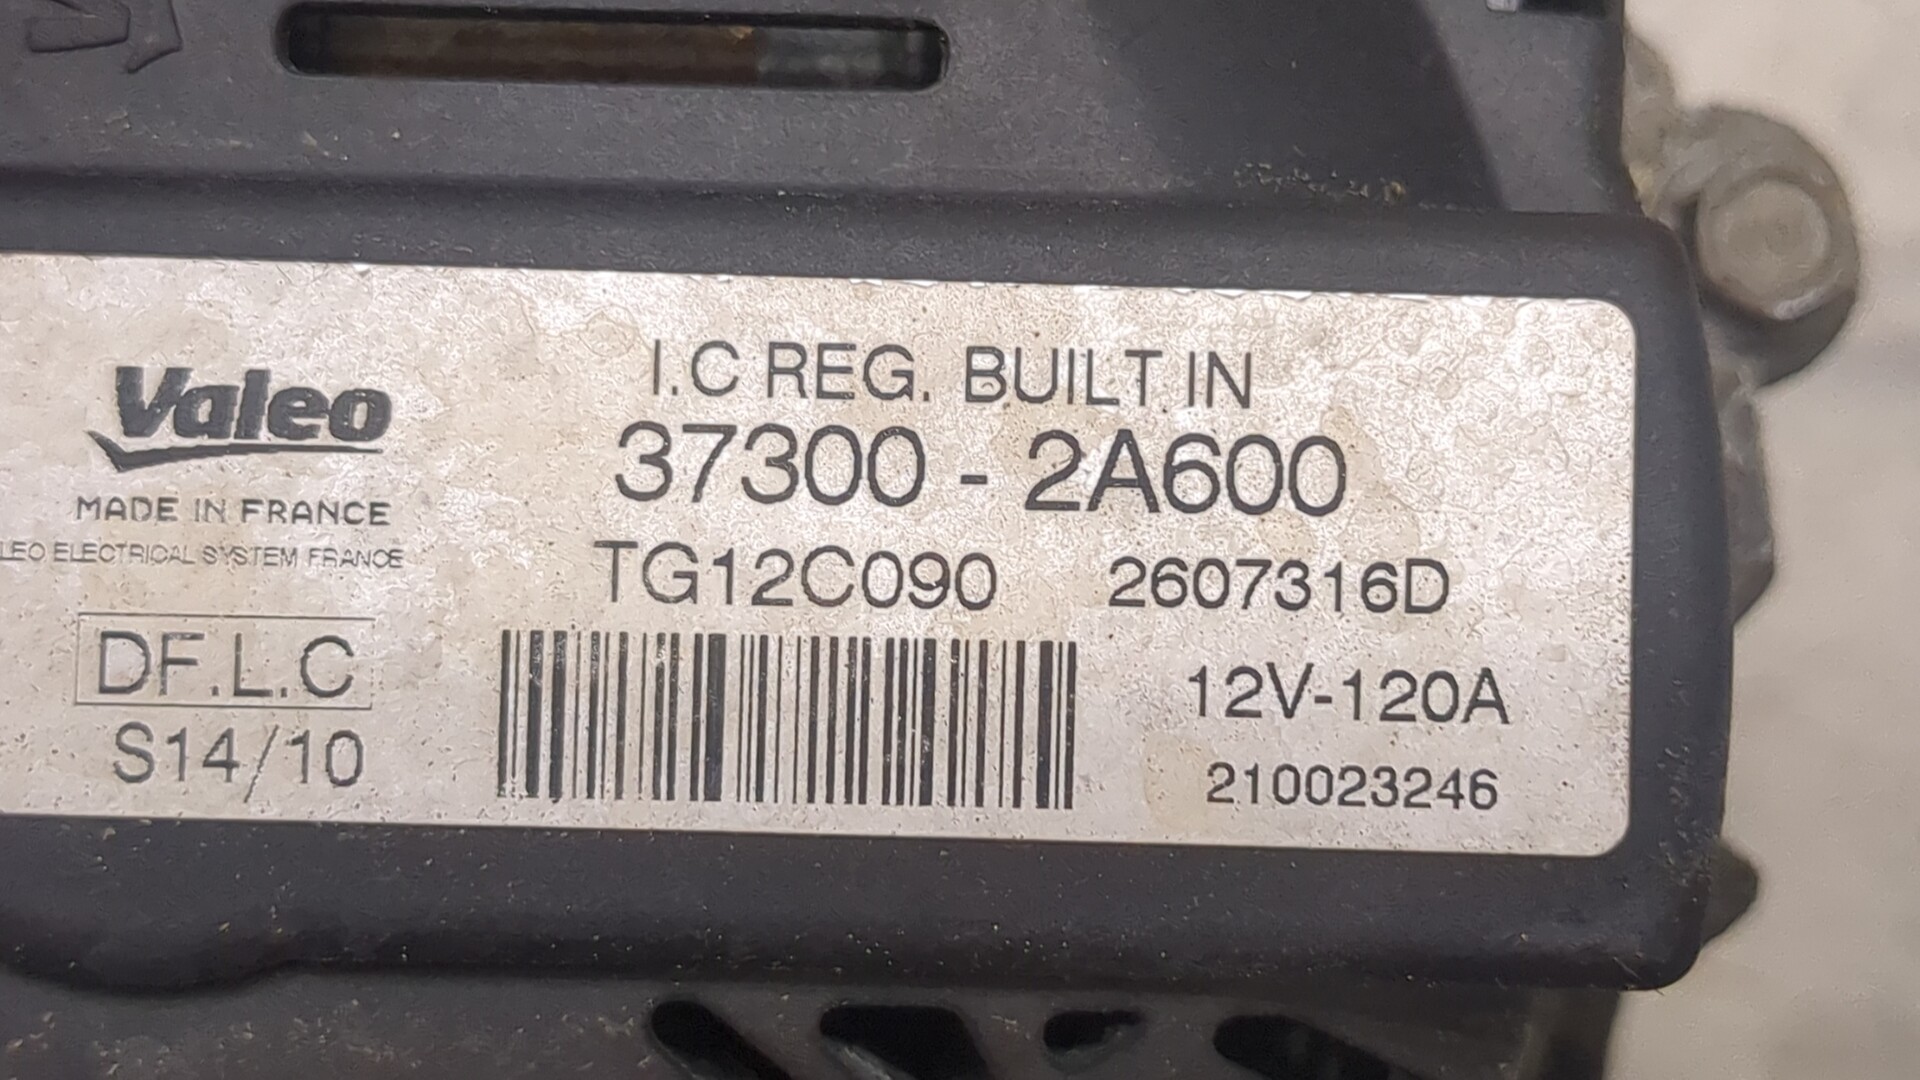 Valeo
MADE IN FRANCE
LEO ELECTRICAL SYSTEM FRANCE
DF.L.C
S14/10
I.C REG. BUILT IN
37300 - 2A600
TG12C090 2607316D
12V-120A
210023246